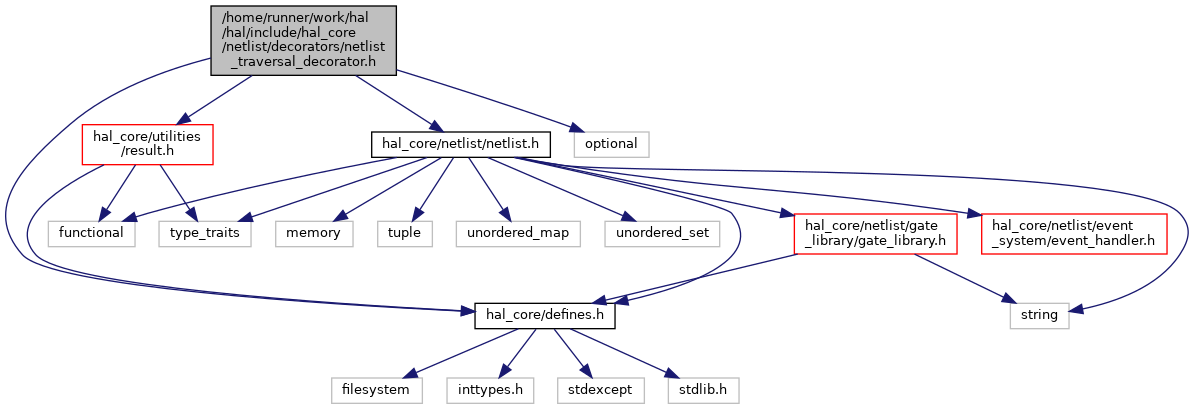 /home/runner/work/hal
/hal/include/hal_core
/netlist/decorators/netlist
_traversal_decorator.h
hal_core/utilities
/result.h
hal_core/netlist/netlist.h
optional
functional
type_traits
memory
tuple
unordered_map
unordered_set
hal_core/netlist/gate
_library/gate_library.h
hal_core/netlist/event
_system/event_handler.h
hal_core/defines.h
string
filesystem
inttypes.h
stdexcept
stdlib.h